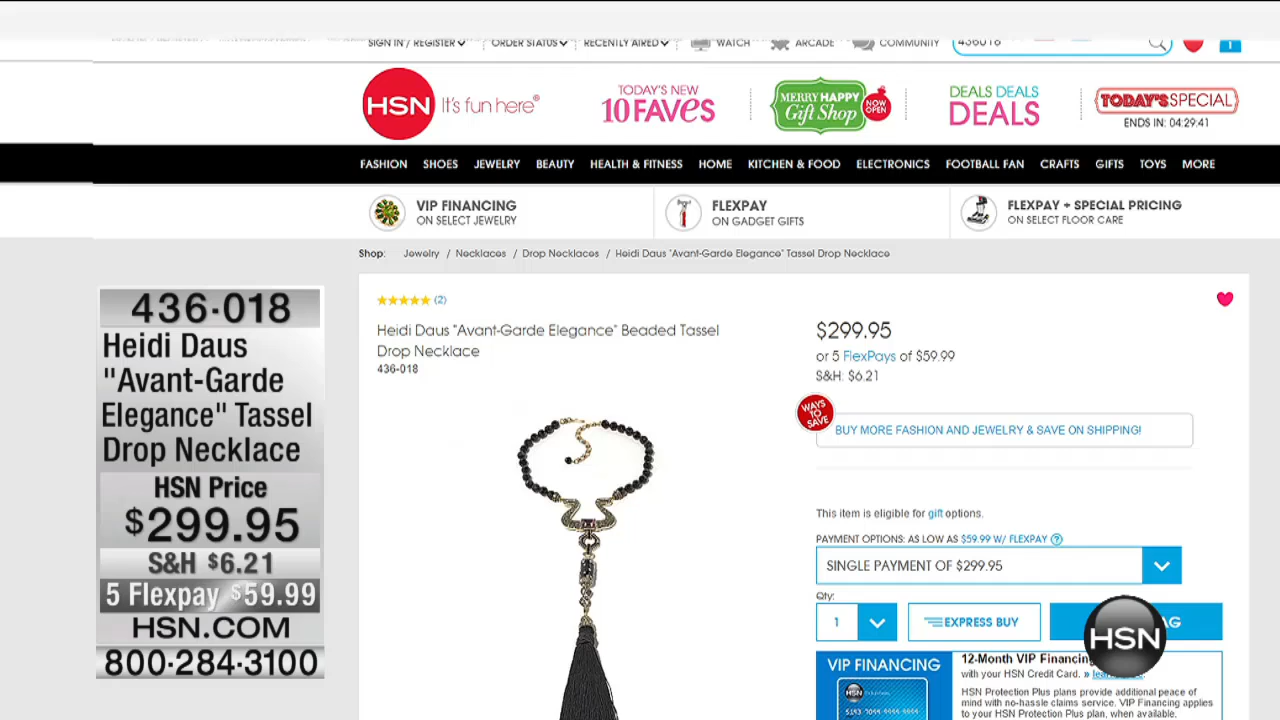 SIGN IN / REGISTER
ORDER STATUS
RECENTLY AIRED
WATCH
ARCADE
COMMUNITY
436018
1
HSN It's fun here®
TODAY'S NEW
10 FAVES
MERRY HAPPY
Gift Shop
NOW
OPEN
DEALS DEALS
DEALS
TODAY'S SPECIAL
ENDS IN: 04:29:41
FASHION SHOES JEWELRY BEAUTY HEALTH & FITNESS HOME KITCHEN & FOOD ELECTRONICS FOOTBALL FAN CRAFTS GIFTS TOYS MORE
VIP FINANCING
ON SELECT JEWELRY
FLEXPAY
ON GADGET GIFTS
FLEXPAY + SPECIAL PRICING
ON SELECT FLOOR CARE
Shop: Jewelry / Necklaces / Drop Necklaces / Heidi Daus "Avant-Garde Elegance" Tassel Drop Necklace
436-018
Heidi Daus
"Avant-Garde
Elegance" Tassel
Drop Necklace
HSN Price
$299.95
S&H $6.21
5 Flexpay $59.99
HSN.COM
800-284-3100
(2)
Heidi Daus "Avant-Garde Elegance" Beaded Tassel
Drop Necklace
436-018
$299.95
or 5 FlexPays of $59.99
S&H: $6.21
WAYS
TO
SAVE
BUY MORE FASHION AND JEWELRY & SAVE ON SHIPPING!
This item is eligible for gift options.
PAYMENT OPTIONS: AS LOW AS $59.99 W/ FLEXPAY ?
SINGLE PAYMENT OF $299.95
Qty:
1
EXPRESS BUY
AG
HSN
VIP FINANCING
HSN
12-Month VIP Financing
with your HSN Credit Card. »
HSN Protection Plus plans provide additional peace of
mind with no-hassle claims service. VIP Financing applies
to your HSN Protection Plus plan, when available.